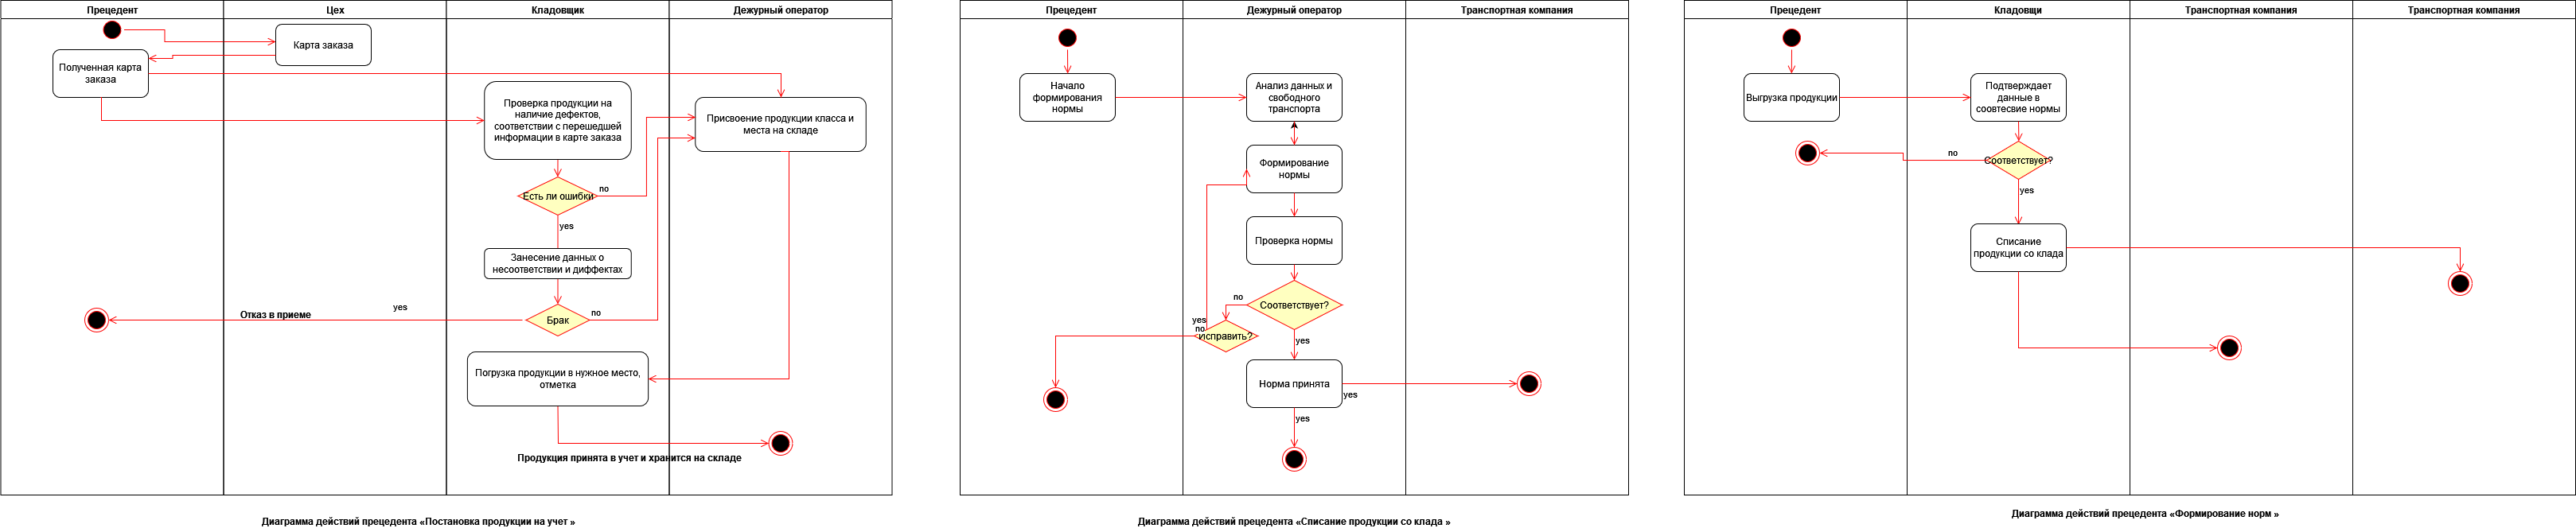 Прецедент
Цех
Кладовщик
Дежурный оператор
Карта заказа
Полученная карта
заказа
Проверка продукции на
наличие дефектов,
соответствии с перешедшей
информации в карте заказа
Присвоение продукции класса и
места на складе
Есть ли ошибки
no
yes
Занесение данных о
несоответствии и диффектах
Брак
no
yes
Отказ в приеме
Погрузка продукции в нужное место,
отметка
Продукция принята в учет и хранится на складе
Диаграмма действий прецедента «Постановка продукции на учет »
Прецедент
Дежурный оператор
Транспортная компания
Начало
формирования
нормы
Анализ данных и
свободного
транспорта
Формирование
нормы
Проверка нормы
Соответствует?
no
yes
no
Исправить?
yes
Норма принята
yes
yes
Диаграмма действий прецедента «Списание продукции со клада »
Прецедент
Кладовщи
Транспортная компания
Транспортная компания
Выгрузка продукции
Подтверждает
данные в
соовтесвие нормы
no
Соответствует?
yes
Списание
продукции со клада
Диаграмма действий прецедента «Формирование норм »